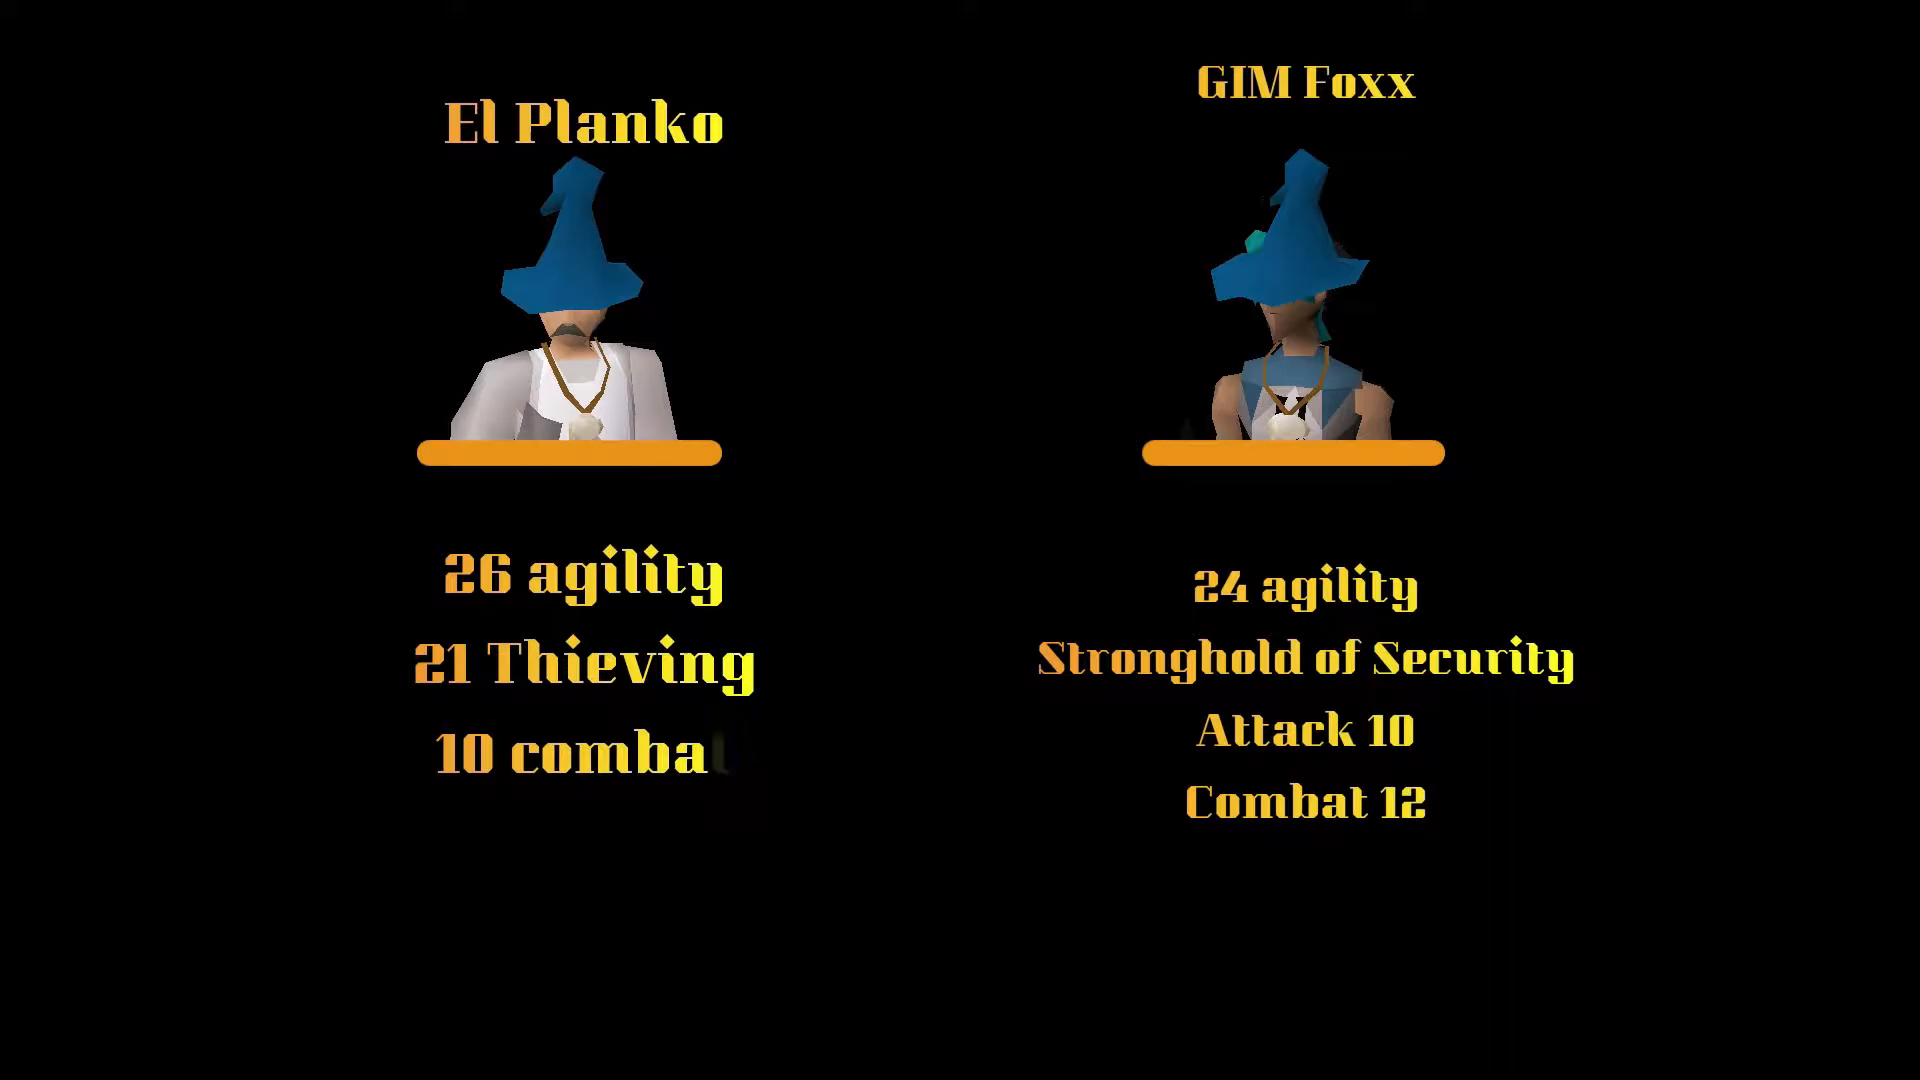 El Planko
26 agility
21 Thieving
10 comba
GIM Foxx
24 agility
Stronghold of Security
Attack 10
Combat 12